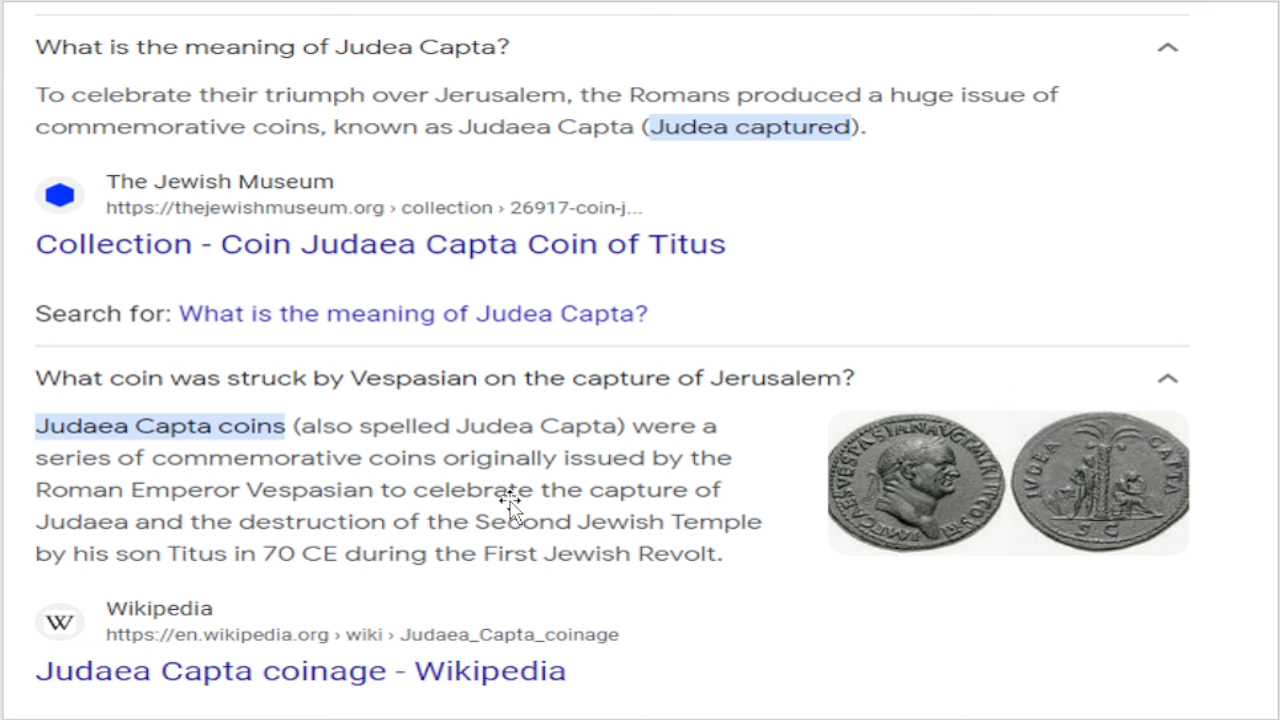 What is the meaning of Judea Capta?
To celebrate their triumph over Jerusalem, the Romans produced a huge issue of
commemorative coins, known as Judaea Capta (Judea captured).
The Jewish Museum
https://thejewishmuseum.org › collection › 26917-coin-j...
Collection - Coin Judaea Capta Coin of Titus
Search for: What is the meaning of Judea Capta?
What coin was struck by Vespasian on the capture of Jerusalem?
Judaea Capta coins (also spelled Judea Capta) were a
series of commemorative coins originally issued by the
Roman Emperor Vespasian to celebrate the capture of
Judaea and the destruction of the Second Jewish Temple
by his son Titus in 70 CE during the First Jewish Revolt.
IVDEA CAPTA
S C
W
Wikipedia
https://en.wikipedia.org › wiki › Judaea_Capta_coinage
Judaea Capta coinage - Wikipedia